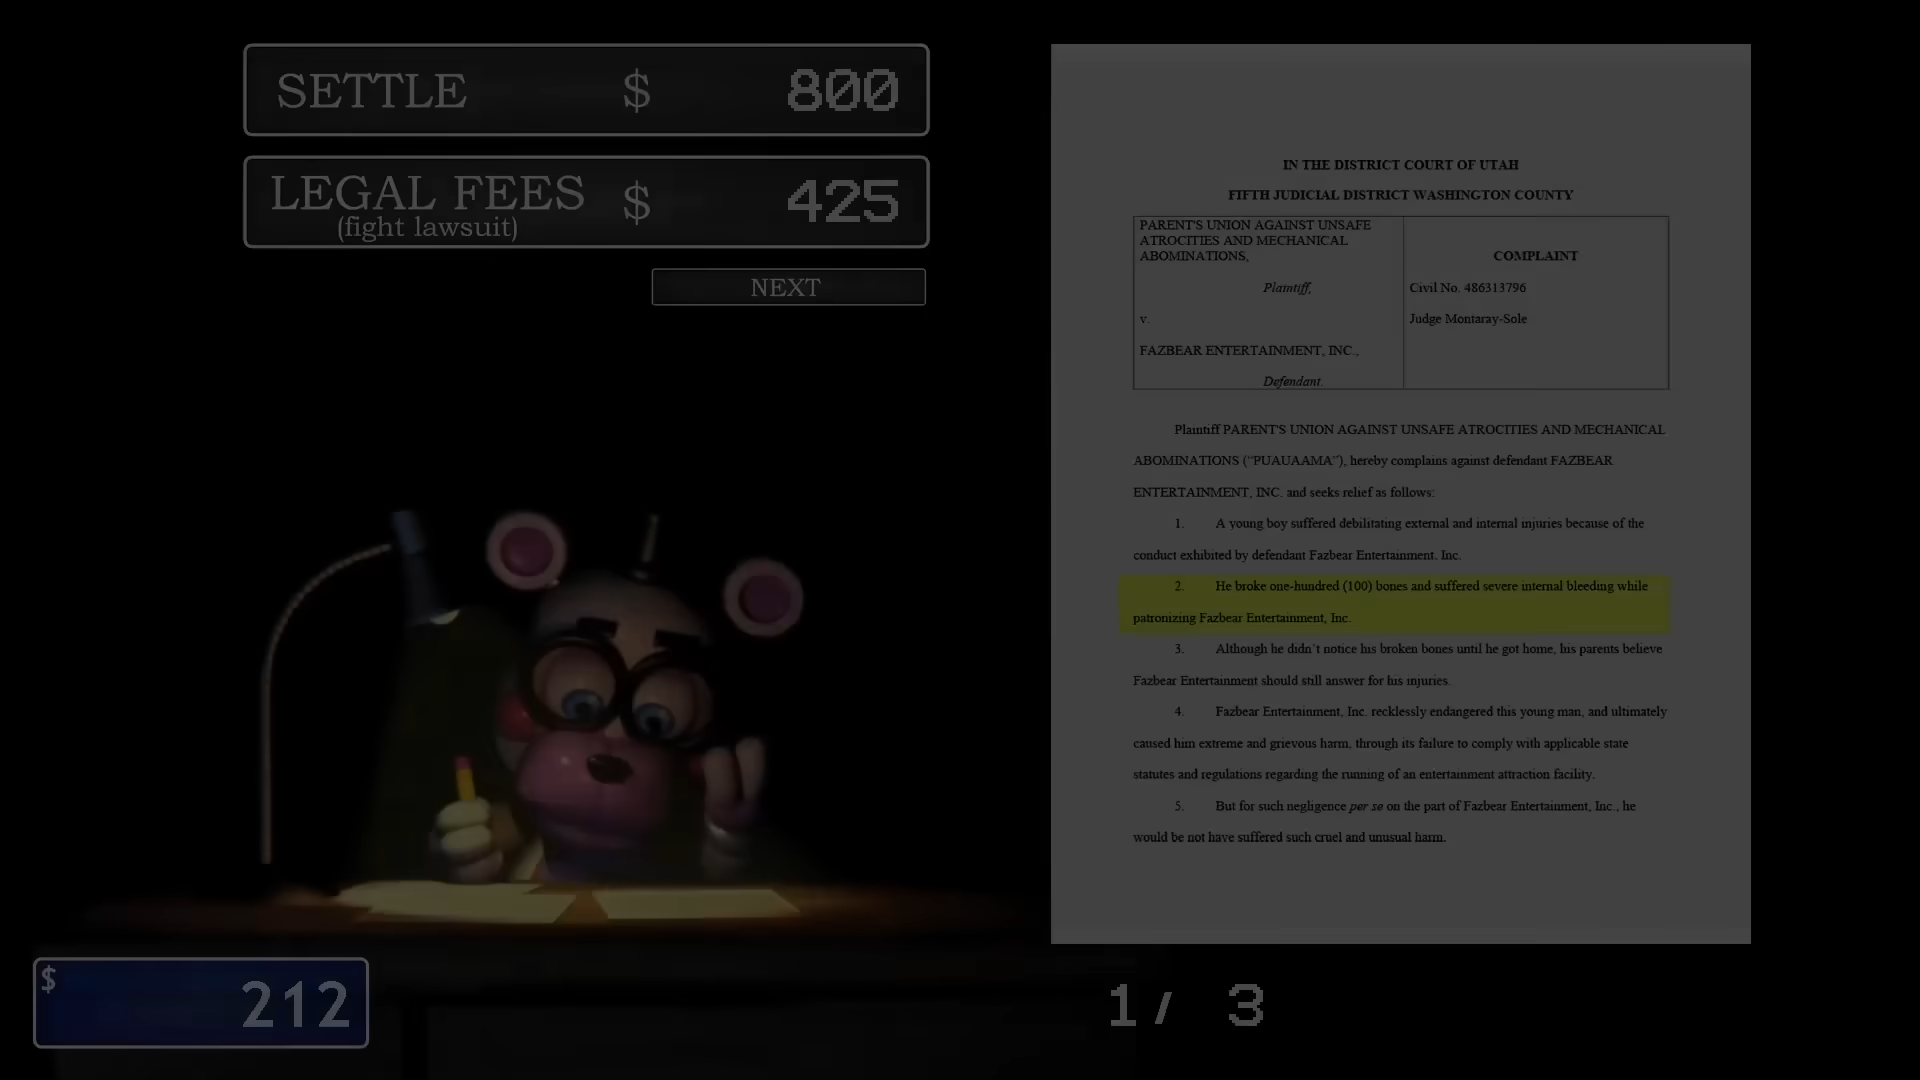 SETTLE $ 800
LEGAL FEES $ 425
(fight lawsuit)
NEXT
IN THE DISTRICT COURT OF UTAH
FIFTH JUDICIAL DISTRICT WASHINGTON COUNTY
PARENT'S UNION AGAINST UNSAFE
ATROCITIES AND MECHANICAL
ABOMINATIONS,
Plaintiff,
v.
FAZBEAR ENTERTAINMENT, INC.,
Defendant.
COMPLAINT
Civil No. 486313796
Judge Montaray-Sole
Plaintiff PARENT'S UNION AGAINST UNSAFE ATROCITIES AND MECHANICAL
ABOMINATIONS ("PUAUAAMA"), hereby complains against defendant FAZBEAR
ENTERTAINMENT, INC. and seeks relief as follows:
1. A young boy suffered debilitating external and internal injuries because of the
conduct exhibited by defendant Fazbear Entertainment. Inc.
2. He broke one-hundred (100) bones and suffered severe internal bleeding while
patronizing Fazbear Entertainment, Inc.
3. Although he didn't notice his broken bones until he got home, his parents believe
Fazbear Entertainment should still answer for his injuries.
4. Fazbear Entertainment, Inc. recklessly endangered this young man, and ultimately
caused him extreme and grievous harm, through its failure to comply with applicable state
statutes and regulations regarding the running of an entertainment attraction facility.
5. But for such negligence per se on the part of Fazbear Entertainment, Inc., he
would be not have suffered such cruel and unusual harm.
$ 212
1 / 3